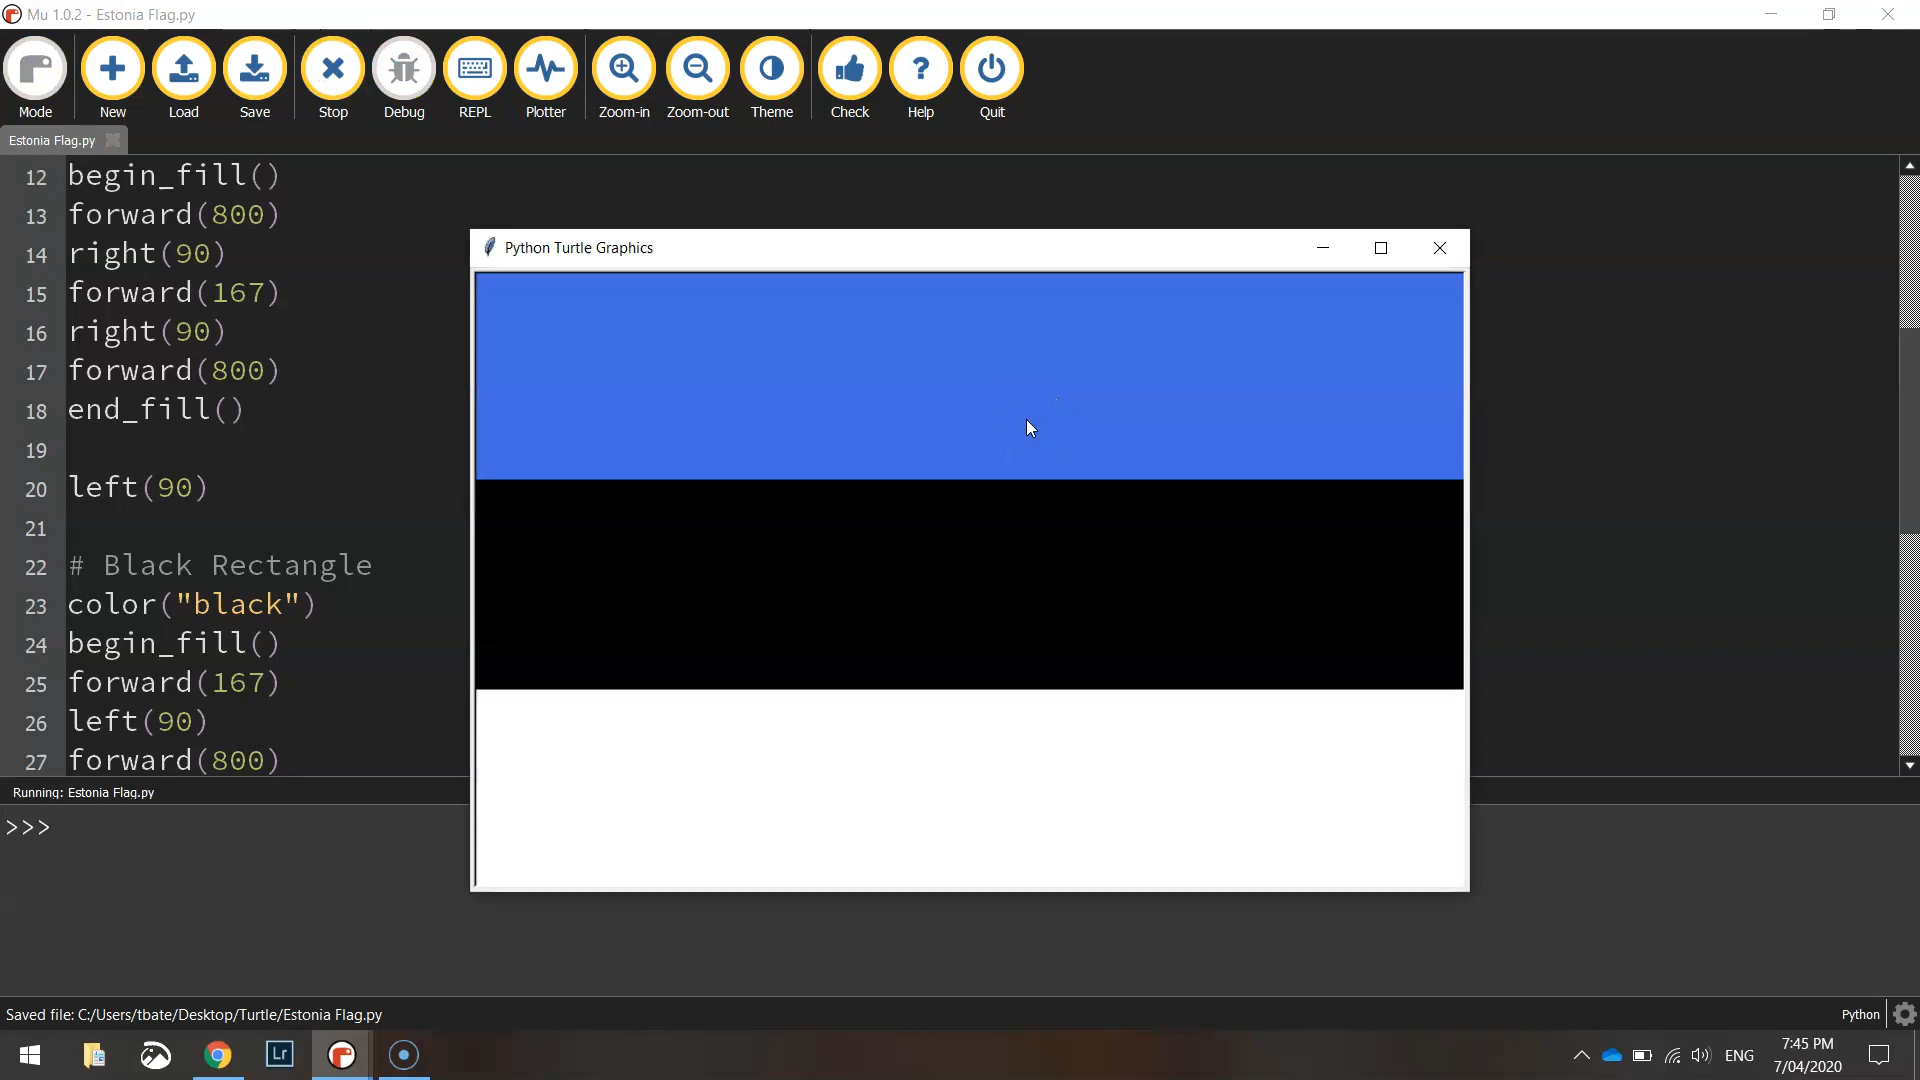 Mu 1.0.2 - Estonia Flag.py
Mode New Load Save Stop Debug REPL Plotter Zoom-in Zoom-out Theme Check Help Quit
Estonia Flag.py
12 begin_fill()
13 forward(800)
14 right(90)
15 forward(167)
16 right(90)
17 forward(800)
18 end_fill()
19
20 left(90)
21
22 # Black Rectangle
23 color("black")
24 begin_fill()
25 forward(167)
26 left(90)
27 forward(800)
Python Turtle Graphics
Running: Estonia Flag.py
>>>
Saved file: C:/Users/tbate/Desktop/Turtle/Estonia Flag.py
Python
Lr
ENG
7:45 PM
7/04/2020